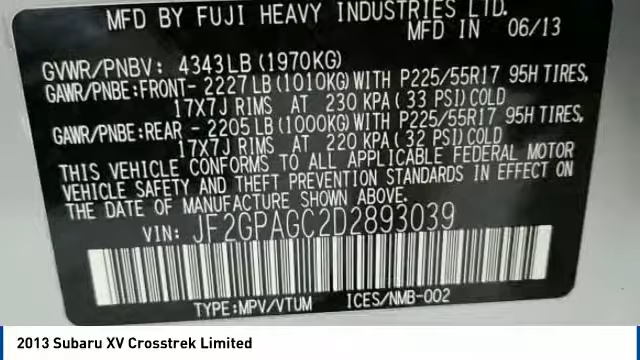 MFD BY FUJI HEAVY INDUSTRIES LTD.
MFD IN 06/13
GVWR/PNBV: 4343LB (1970KG)
GAWR/PNBE:FRONT- 2227LB (1010KG) WITH P225/55R17 95H TIRES,
17X7J RIMS AT 230 KPA( 33 PSI) COLD
GAWR/PNBE:REAR - 2205LB (1000KG) WITH P225/55R17 95H TIRES,
17X7J RIMS AT 220 KPA( 32 PSI) COLD
THIS VEHICLE CONFORMS TO ALL APPLICABLE FEDERAL MOTOR
VEHICLE SAFETY AND THEFT PREVENTION STANDARDS IN EFFECT ON
THE DATE OF MANUFACTURE SHOWN ABOVE.
VIN: JF2GPAGC2D2893039
TYPE:MPV/VTUM ICES/NMB-002
2013 Subaru XV Crosstrek Limited